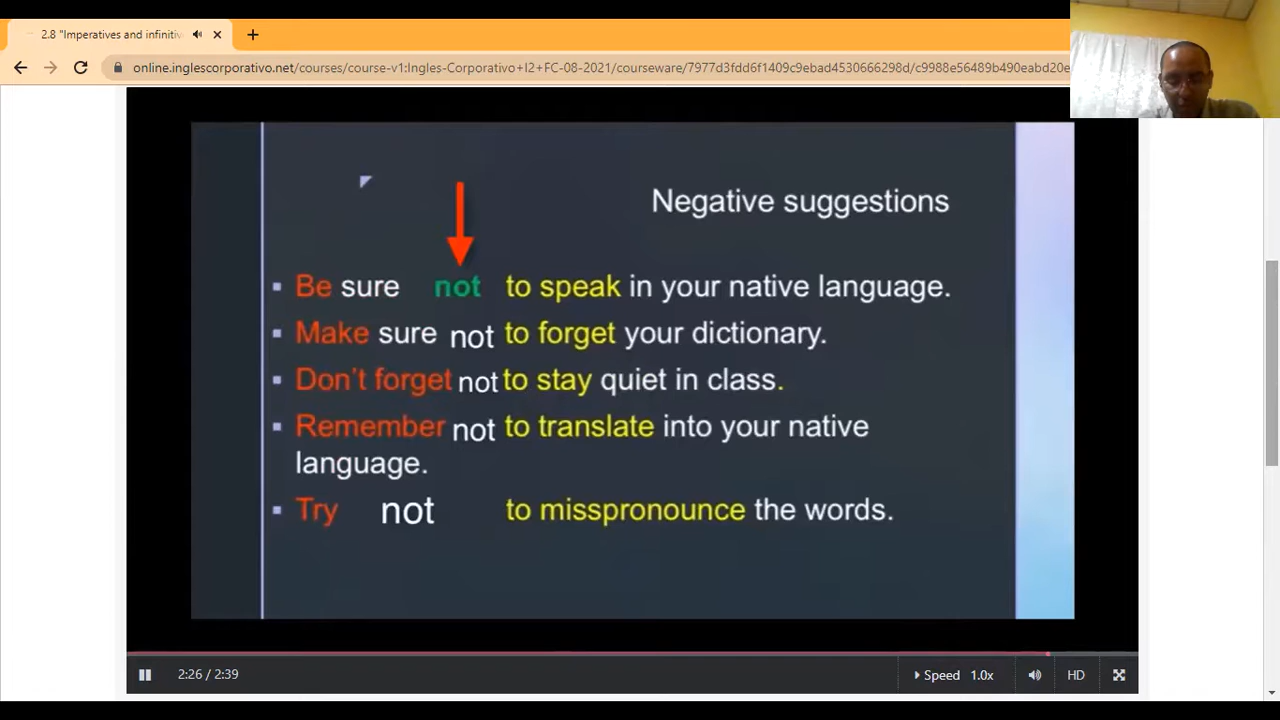 2.8 "Imperatives and infinitiv
online.inglescorporativo.net/courses/course-v1:Ingles-Corporativo+I2+FC-08-2021/courseware/7977d3fdd6f1409c9ebad4530666298d/c9988e56489b490eabd20e
Negative suggestions
▪ Be sure not to speak in your native language.
▪ Make sure not to forget your dictionary.
▪ Don't forget not to stay quiet in class.
▪ Remember not to translate into your native
language.
▪ Try not to misspronounce the words.
2:26 / 2:39
Speed 1.0x
HD